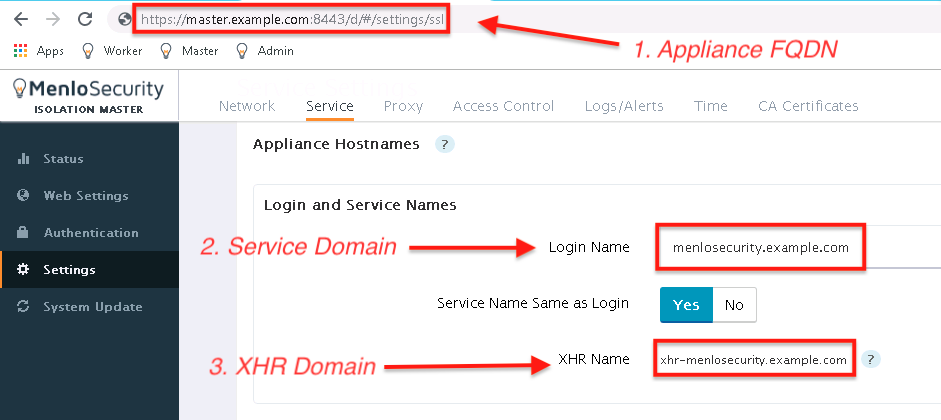 https://master.example.com:8443/d/#/settings/ssl
1. Appliance FQDN
Apps Worker Master Admin
MenloSecurity
ISOLATION MASTER
Network Service Proxy Access Control Logs/Alerts Time CA Certificates
Status
Web Settings
Authentication
Settings
System Update
Appliance Hostnames ?
Login and Service Names
2. Service Domain
Login Name menlosecurity.example.com
Service Name Same as Login Yes No
3. XHR Domain
XHR Name xhr-menlosecurity.example.com ?